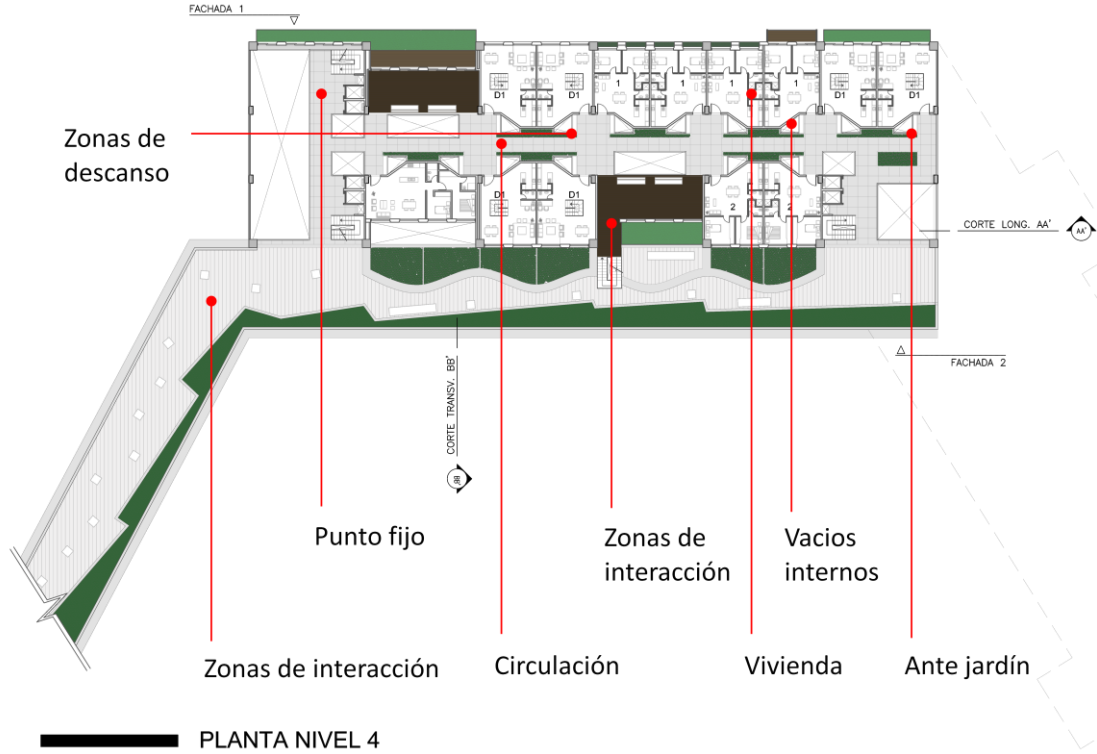 FACHADA 1
D1
D1
1
1
1
1
D1
D1
Zonas de
descanso
D1
D1
2
2
CORTE LONG. AA'
AA'
FACHADA 2
CORTE TRANSV. BB'
BB'
Punto fijo
Zonas de
interacción
Vacios
internos
Zonas de interacción
Circulación
Vivienda
Ante jardín
PLANTA NIVEL 4